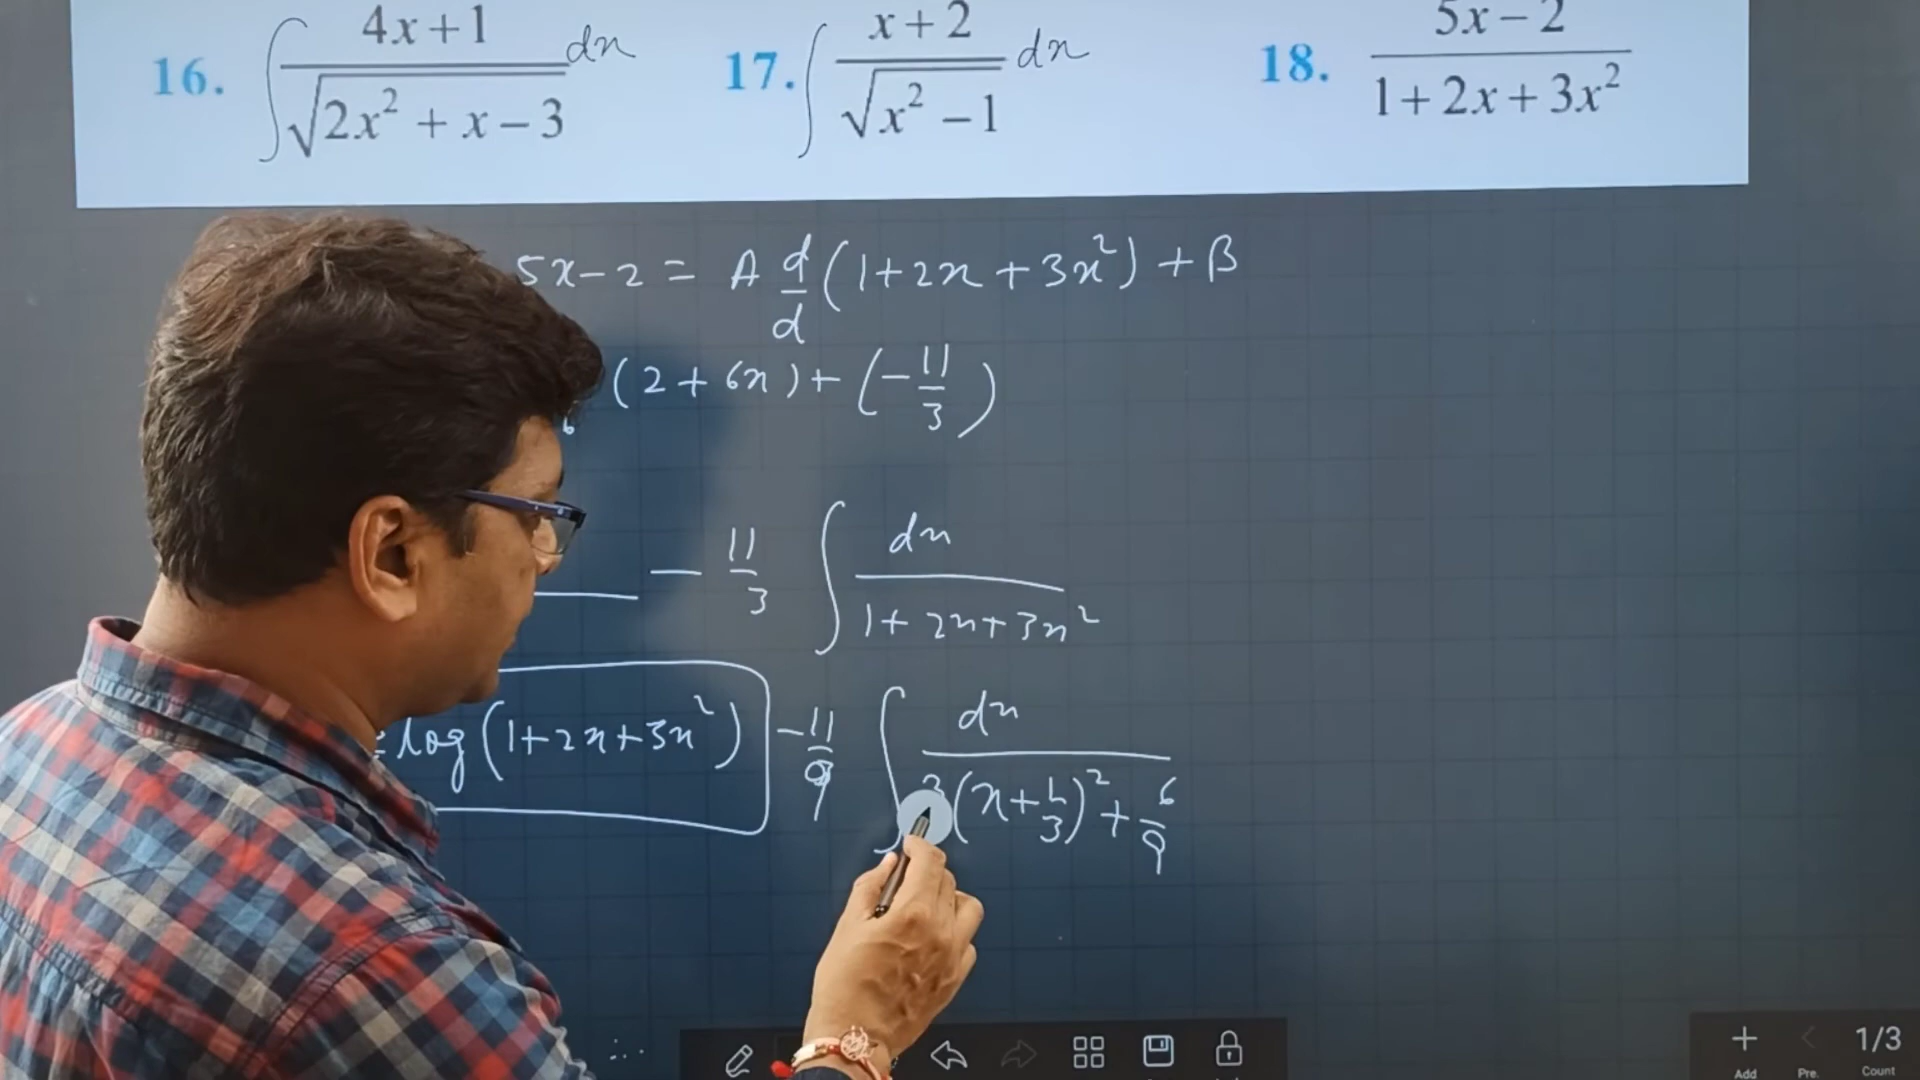 16. ∫ (4x+1)/√(2x² + x − 3) dx 17. ∫ (x+2)/√(x² − 1) dx 18. (5x − 2)/(1+2x+3x²)
5x−2 = A d/d (1+2x+3x²) + B
(2+6x)+(−11/3)
− 11/3 ∫ dx/(1+2x+3x²)
log(1+2x+3x²) −11/9 ∫ dx/((x+1/3)²+6/9)
Add Pre. 1/3 Count